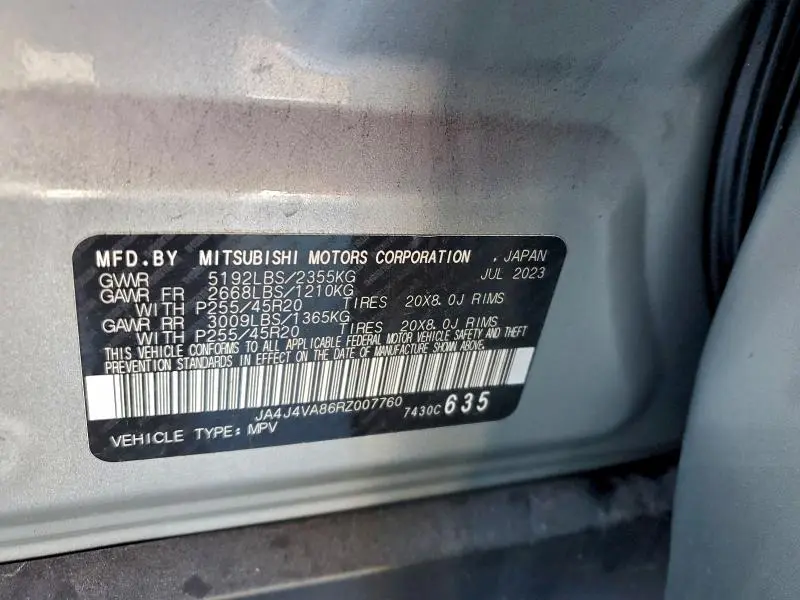 MFD.BY MITSUBISHI MOTORS CORPORATION . JAPAN
GVWR 5192LBS/2355KG JUL 2023
GAWR FR 2668LBS/1210KG
WITH P255/45R20 TIRES 20X8.0J RIMS
GAWR RR 3009LBS/1365KG
WITH P255/45R20 TIRES 20X8.0J RIMS
THIS VEHICLE CONFORMS TO ALL APPLICABLE FEDERAL MOTOR VEHICLE SAFETY AND THEFT
PREVENTION STANDARDS IN EFFECT ON THE DATE OF MANUFACTURE SHOWN ABOVE.
JA4J4VA86RZ007760 7430C 635
VEHICLE TYPE: MPV